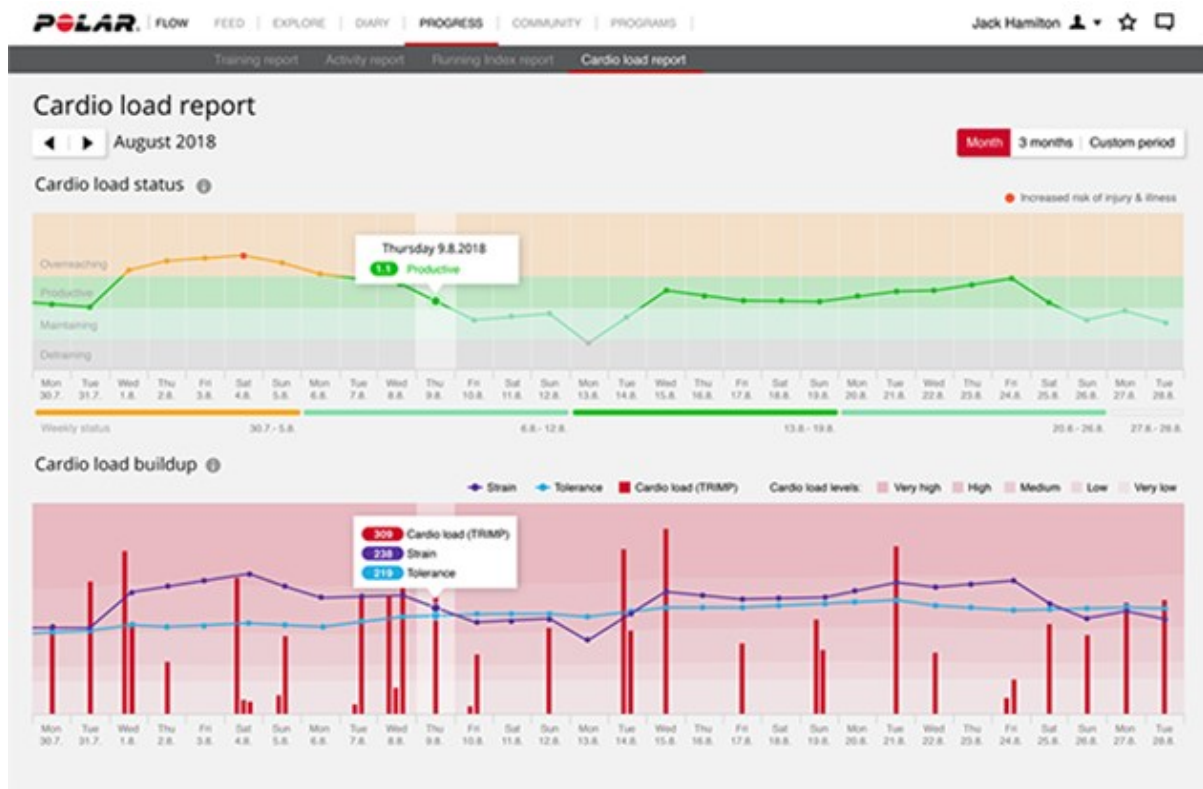 POLAR. FLOW FEED EXPLORE DIARY PROGRESS COMMUNITY PROGRAMS Jack Hamilton
Training report Activity report Running Index report Cardio load report
Cardio load report
August 2018 Month 3 months Custom period
Cardio load status
Increased risk of injury & illness
Thursday 9.8.2018
1.1 Productive
Overreaching
Productive
Maintaining
Detraining
Mon Tue Wed Thu Fri Sat Sun Mon Tue Wed Thu Fri Sat Sun Mon Tue Wed Thu Fri Sat Sun Mon Tue Wed Thu Fri Sat Sun Mon Tue
30.7. 31.7. 1.8. 2.8. 3.8. 4.8. 5.8. 6.8. 7.8. 8.8. 9.8. 10.8. 11.8. 12.8. 13.8. 14.8. 15.8. 16.8. 17.8. 18.8. 19.8. 20.8. 21.8. 22.8. 23.8. 24.8. 25.8. 26.8. 27.8. 28.8.
Weekly status 30.7.- 5.8. 6.8.- 12.8. 13.8.- 19.8. 20.6.- 26.8. 27.8.- 28.8.
Cardio load buildup
Strain Tolerance Cardio load (TRIMP) Cardio load levels: Very high High Medium Low Very low
309 Cardio load (TRIMP)
238 Strain
219 Tolerance
Mon Tue Wed Thu Fri Sat Sun Mon Tue Wed Thu Fri Sat Sun Mon Tue Wed Thu Fri Sat Sun Mon Tue Wed Thu Fri Sat Sun Mon Tue
30.7. 31.7. 1.8. 2.8. 3.8. 4.8. 5.8. 6.8. 7.8. 8.8. 9.8. 10.8. 11.8. 12.8. 13.8. 14.8. 15.8. 16.8. 17.8. 18.8. 19.8. 20.8. 21.8. 22.8. 23.8. 24.8. 25.8. 26.8. 27.8. 28.8.